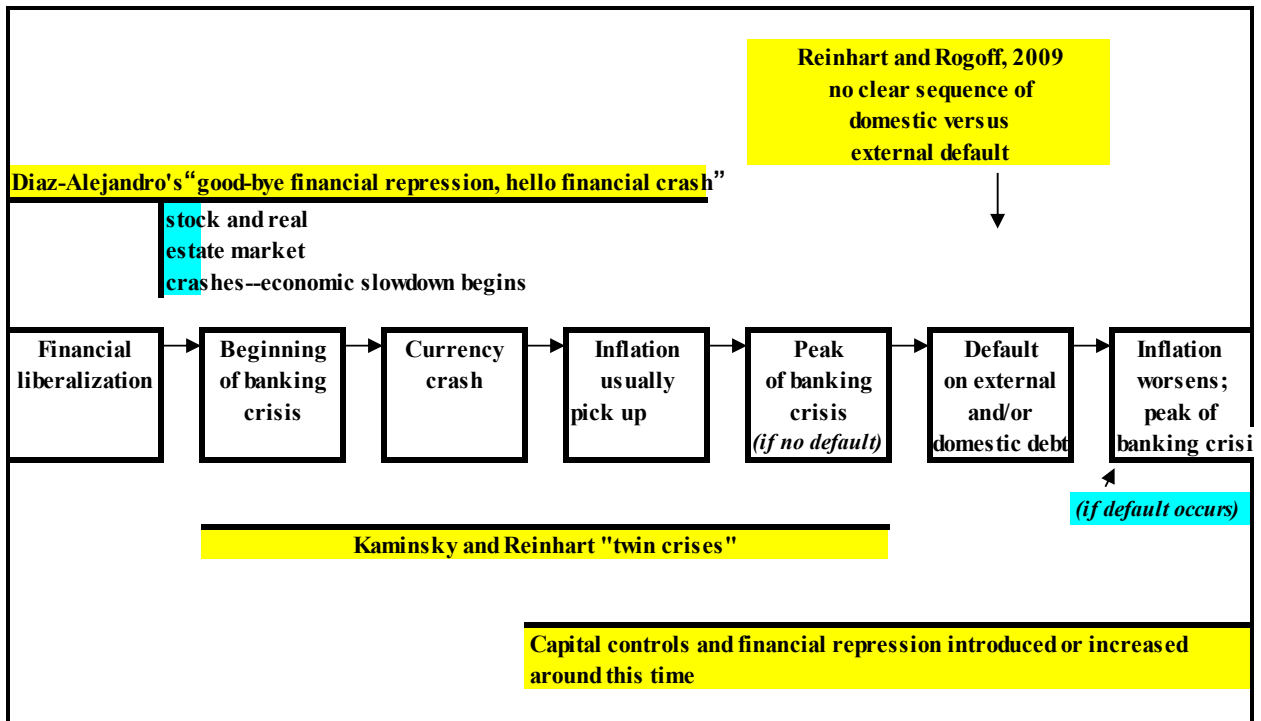 Reinhart and Rogoff, 2009
no clear sequence of
domestic versus
external default
Diaz-Alejandro's “good-bye financial repression, hello financial crash”
stock and real
estate market
crashes--economic slowdown begins
Financial
liberalization
Beginning
of banking
crisis
Currency
crash
Inflation
usually
pick up
Peak
of banking
crisis
(if no default)
Default
on external
and/or
domestic debt
Inflation
worsens;
peak of
banking crisi
(if default occurs)
Kaminsky and Reinhart "twin crises"
Capital controls and financial repression introduced or increased
around this time